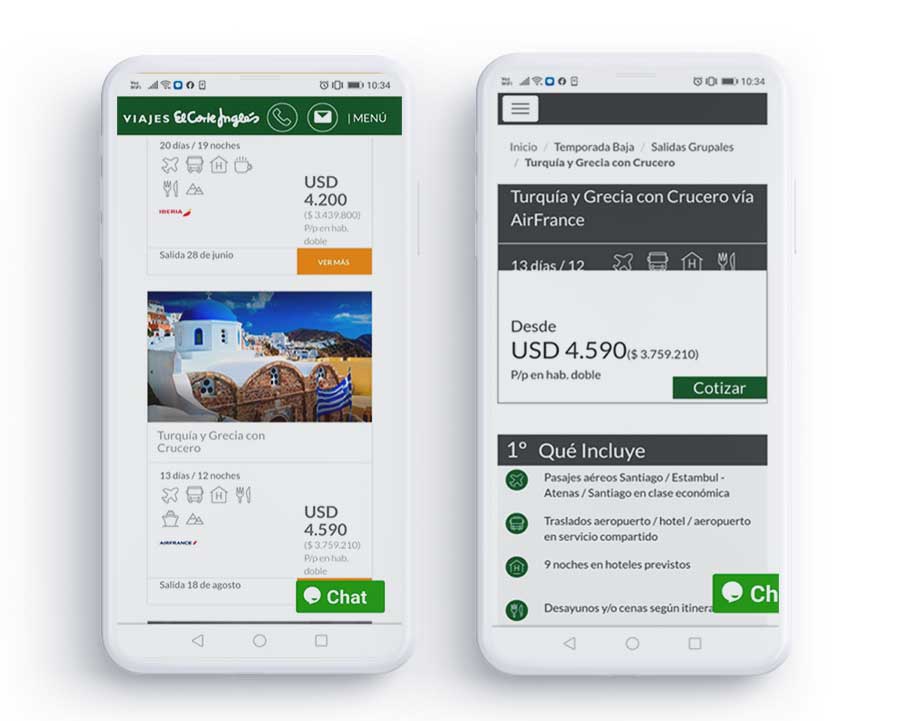 10:34
VIAJES El Corte Inglés | MENÚ
20 días / 19 noches
H
USD
4.200
($ 3.439.800)
P/p en hab.
doble
IBERIA
Salida 28 de junio
VER MÁS
Turquía y Grecia con
Crucero
13 días / 12 noches
H
USD
4.590
($ 3.759.210)
P/p en hab.
doble
AIRFRANCE
Salida 18 de agosto
Chat
10:34
Inicio / Temporada Baja / Salidas Grupales
/ Turquía y Grecia con Crucero
Turquía y Grecia con Crucero vía
AirFrance
13 días / 12
H
Desde
USD 4.590($ 3.759.210)
P/p en hab. doble
Cotizar
1º Qué Incluye
Pasajes aéreos Santiago / Estambul -
Atenas / Santiago en clase económica
Traslados aeropuerto / hotel / aeropuerto
en servicio compartido
H
9 noches en hoteles previstos
Desayunos y/o cenas según itinera
Ch